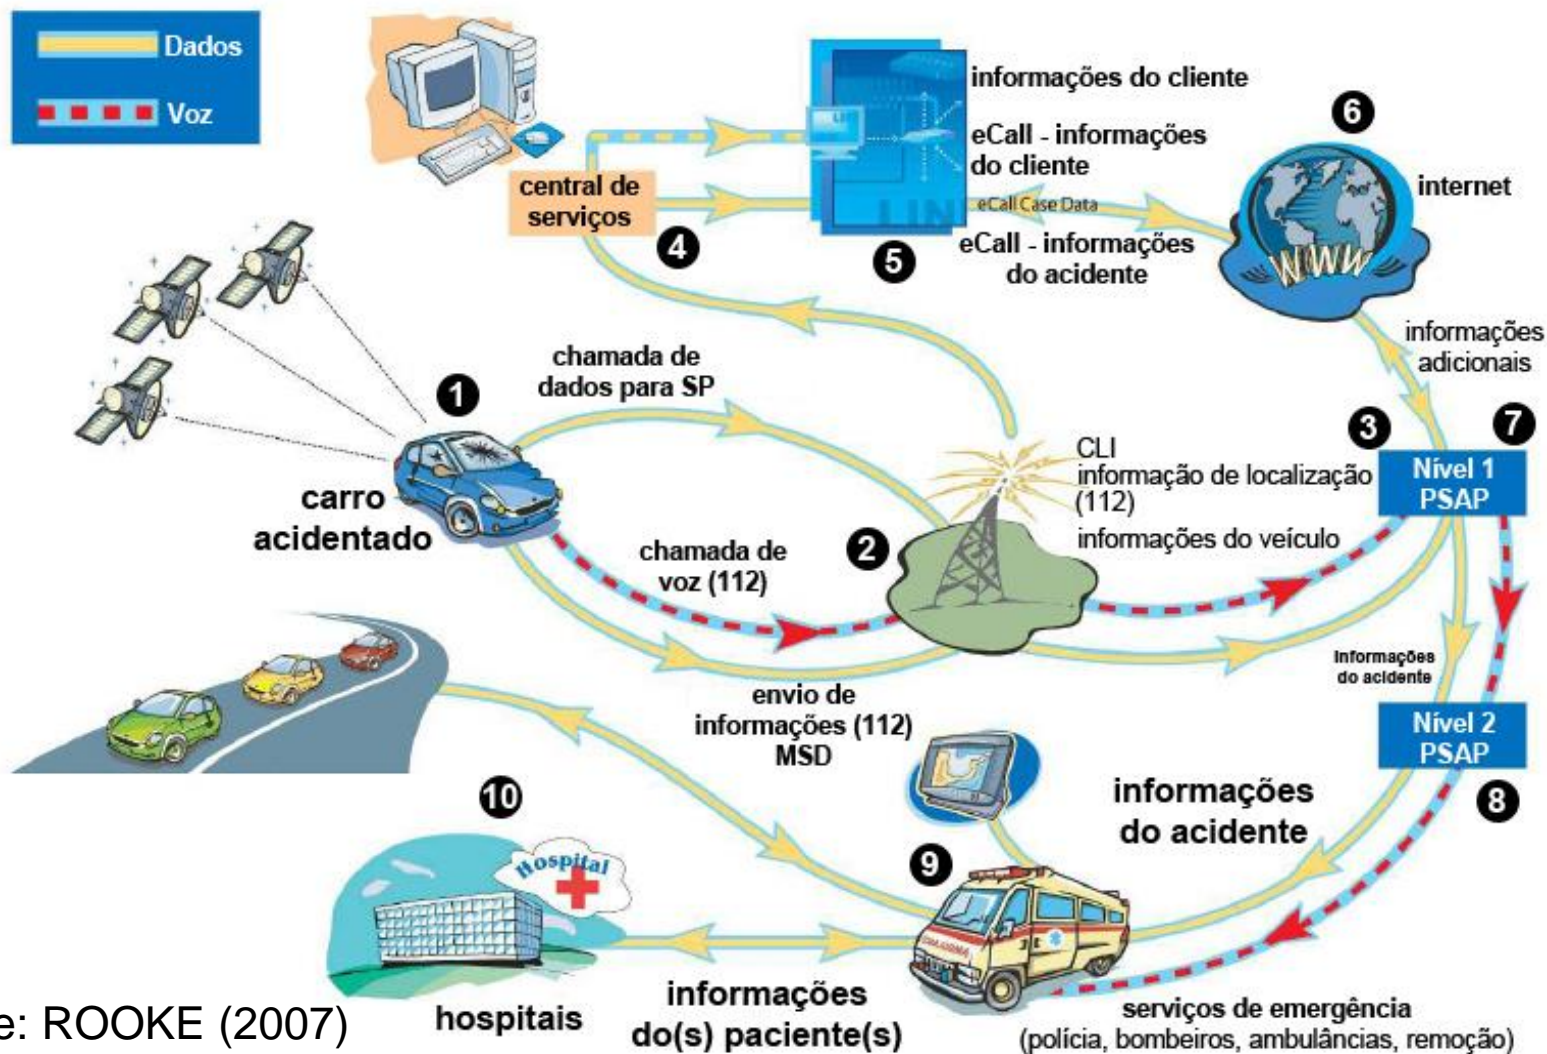 Dados
Voz
informações do cliente
eCall - informações
do cliente
eCall Case Data
eCall - informações
do acidente
LIN
LIN
6
internet
WWW
central de
serviços
4
5
informações
adicionais
chamada de
dados para SP
1
3
7
CLI
informação de localização
(112)
informações do veículo
Nível 1
PSAP
carro
acidentado
2
chamada de
voz (112)
Informações
do acidente
envio de
informações (112)
MSD
Nível 2
PSAP
8
informações
do acidente
10
Hospital
9
hospitais
informações
do(s) paciente(s)
serviços de emergência
(polícia, bombeiros, ambulâncias, remoção)
e: ROOKE (2007)